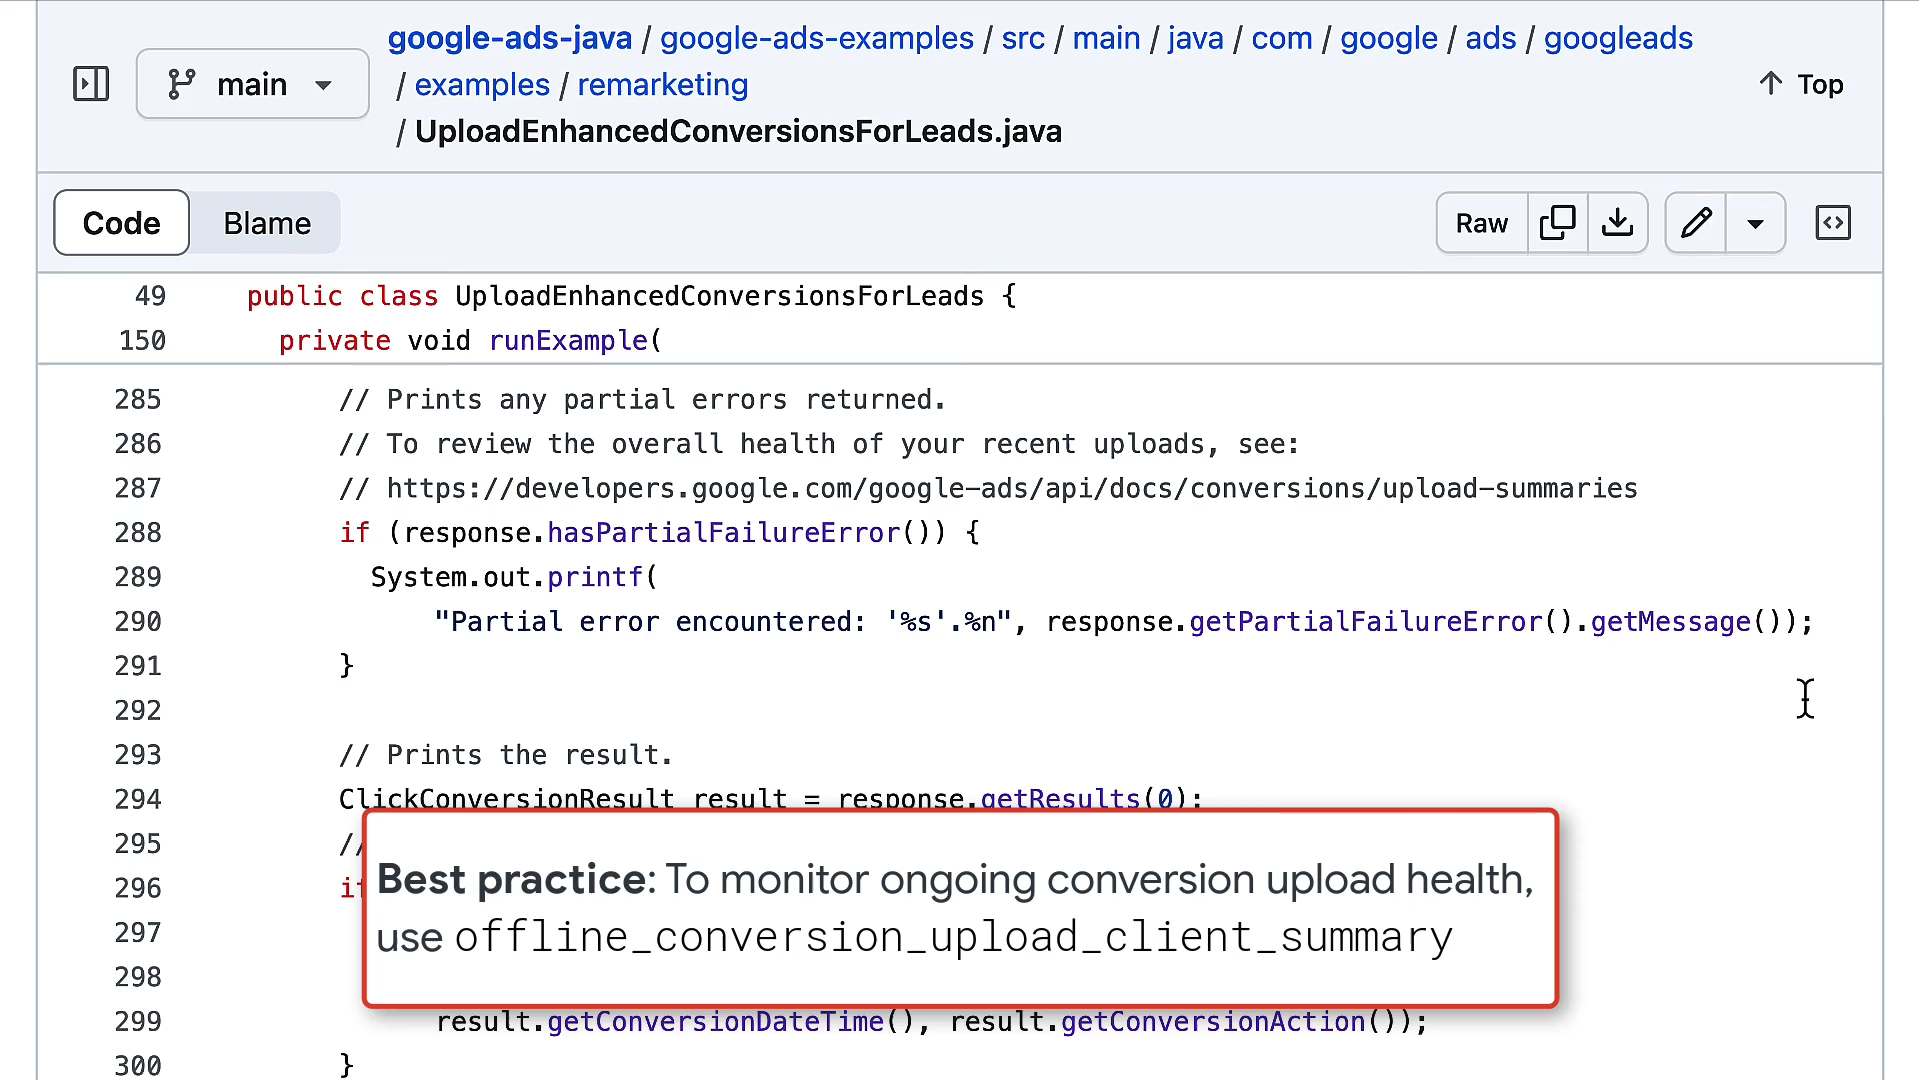 google-ads-java / google-ads-examples / src / main / java / com / google / ads / googleads
/ examples / remarketing
/ UploadEnhancedConversionsForLeads.java
main
Top
Code
Blame
Raw
49 public class UploadEnhancedConversionsForLeads {
150 private void runExample(
285 // Prints any partial errors returned.
286 // To review the overall health of your recent uploads, see:
287 // https://developers.google.com/google-ads/api/docs/conversions/upload-summaries
288 if (response.hasPartialFailureError()) {
289 System.out.printf(
290 "Partial error encountered: '%s'.%n", response.getPartialFailureError().getMessage());
291 }
292
293 // Prints the result.
294 ClickConversionResult result = response.getResults(0);
295 //
296 if
297
298
299 result.getConversionDateTime(), result.getConversionAction());
300 }
Best practice: To monitor ongoing conversion upload health,
use offline_conversion_upload_client_summary